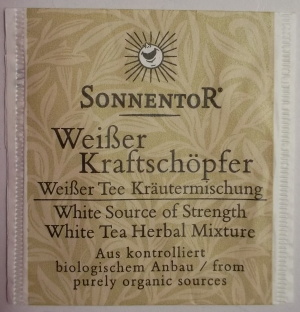 SONNENTOR®
Weißer
Kraftschöpfer
Weißer Tee Kräutermischung
White Source of Strength
White Tea Herbal Mixture
Aus kontrolliert
biologischem Anbau / from
purely organic sources